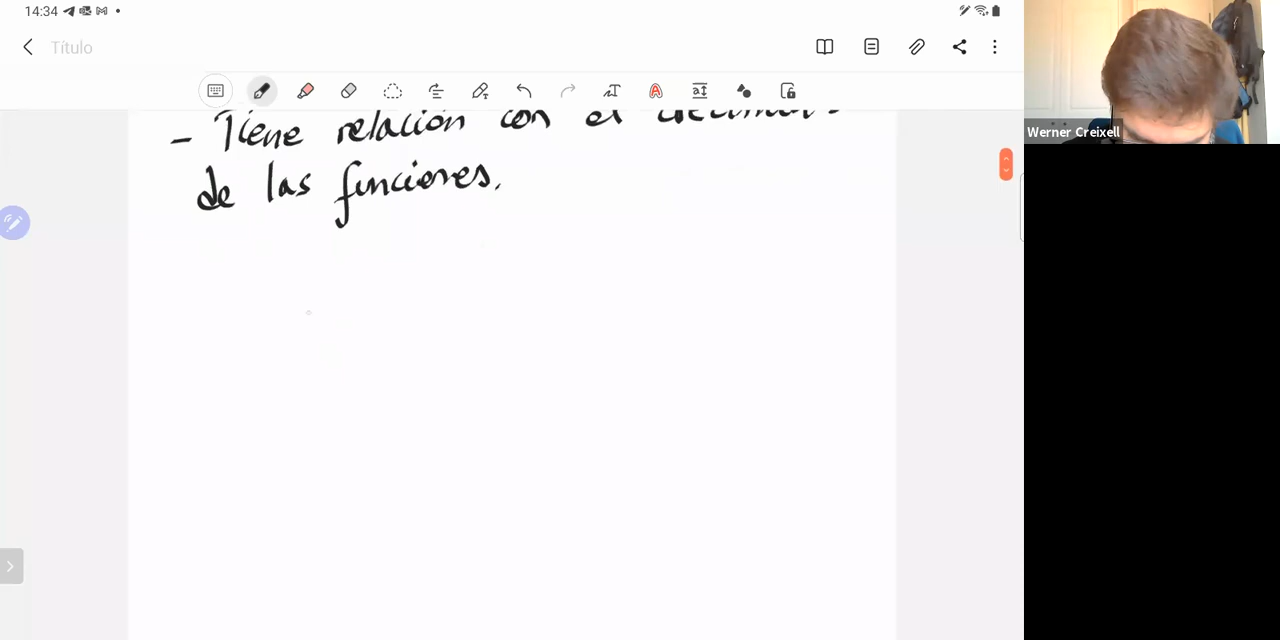 14:34
Título
- Tiene relación con el
de las funciones.
Werner Creixell